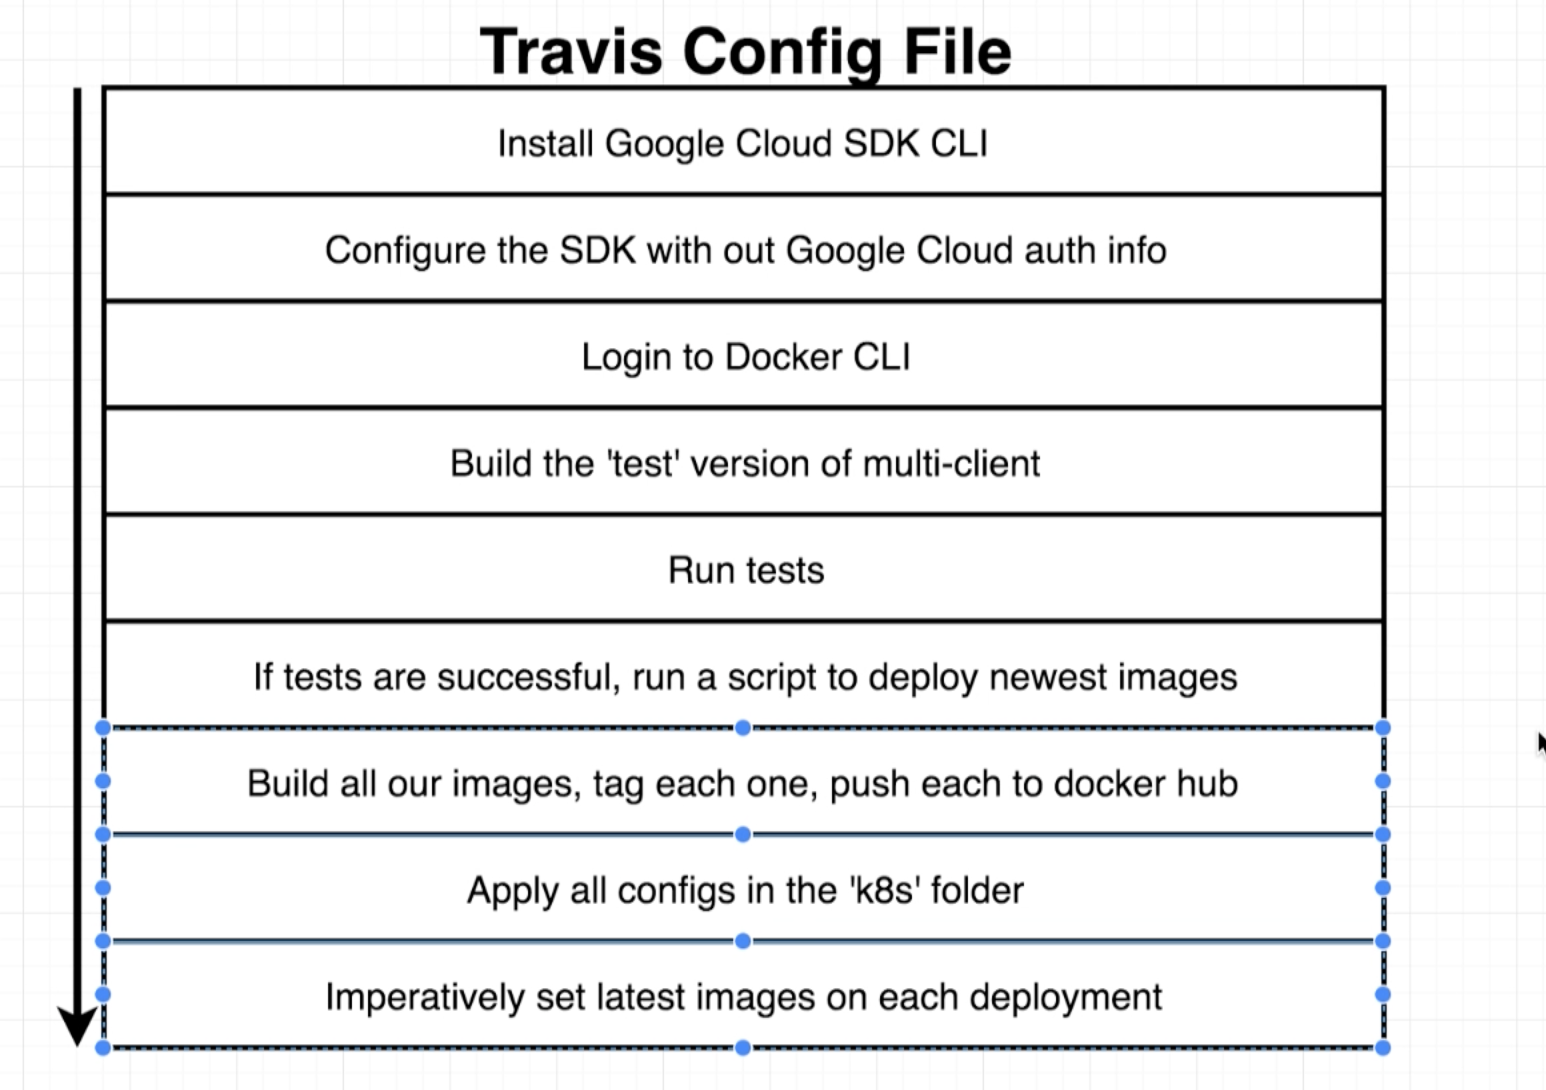 Travis Config File
Install Google Cloud SDK CLI
Configure the SDK with out Google Cloud auth info
Login to Docker CLI
Build the 'test' version of multi-client
Run tests
If tests are successful, run a script to deploy newest images
Build all our images, tag each one, push each to docker hub
Apply all configs in the 'k8s' folder
Imperatively set latest images on each deployment